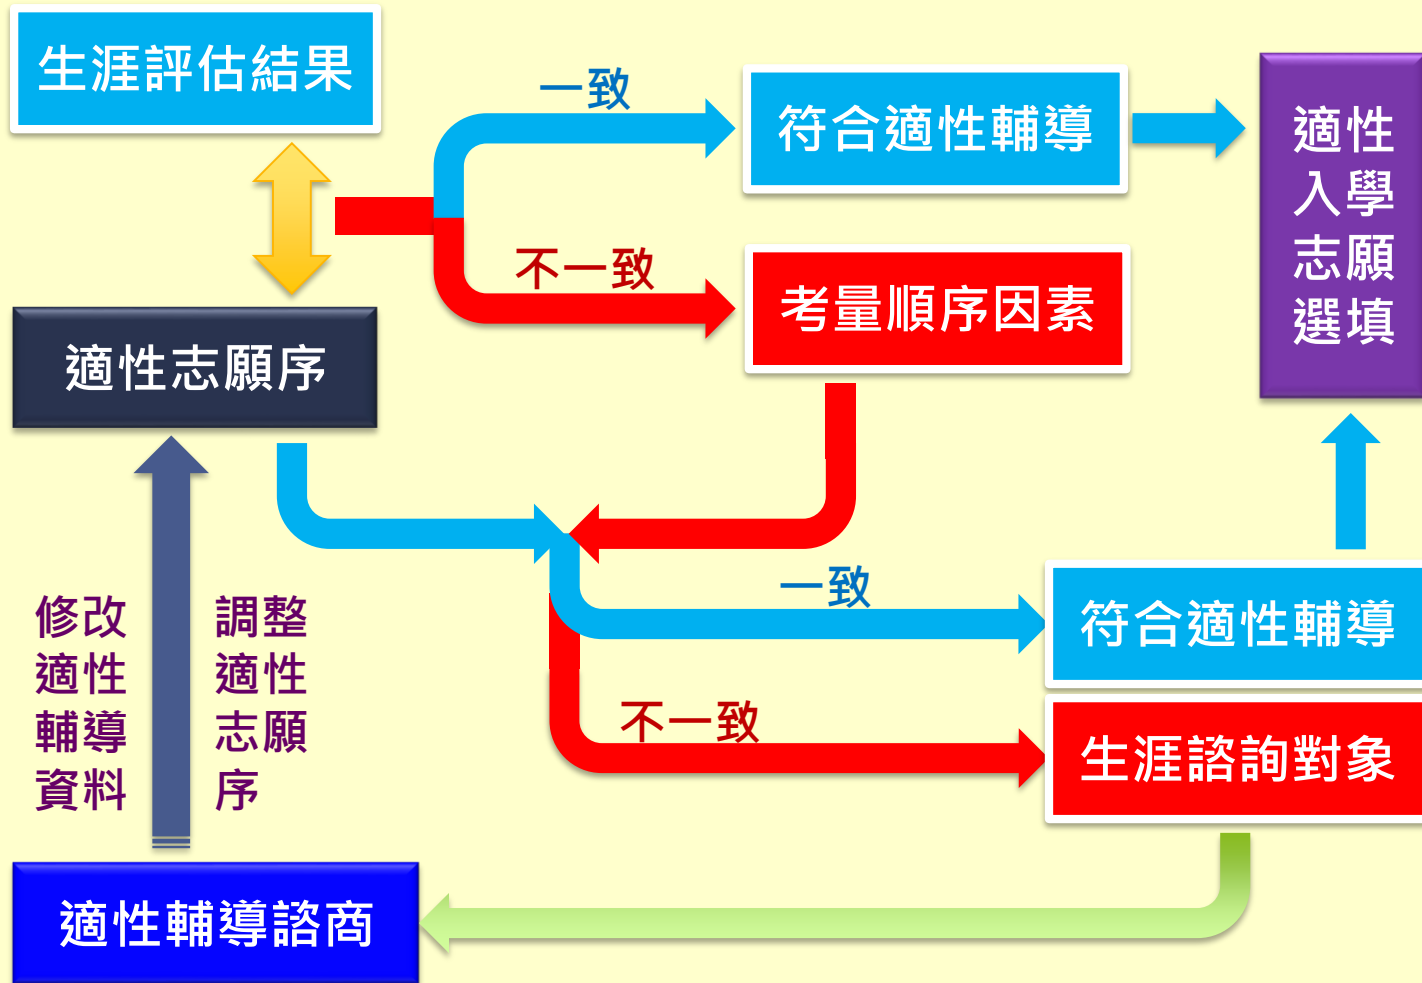 生涯評估結果
一致
符合適性輔導
適性
入學
志願
選填
不一致
考量順序因素
適性志願序
一致
符合適性輔導
修改
適性
輔導
資料
調整
適性
志願
序
不一致
生涯諮詢對象
適性輔導諮商